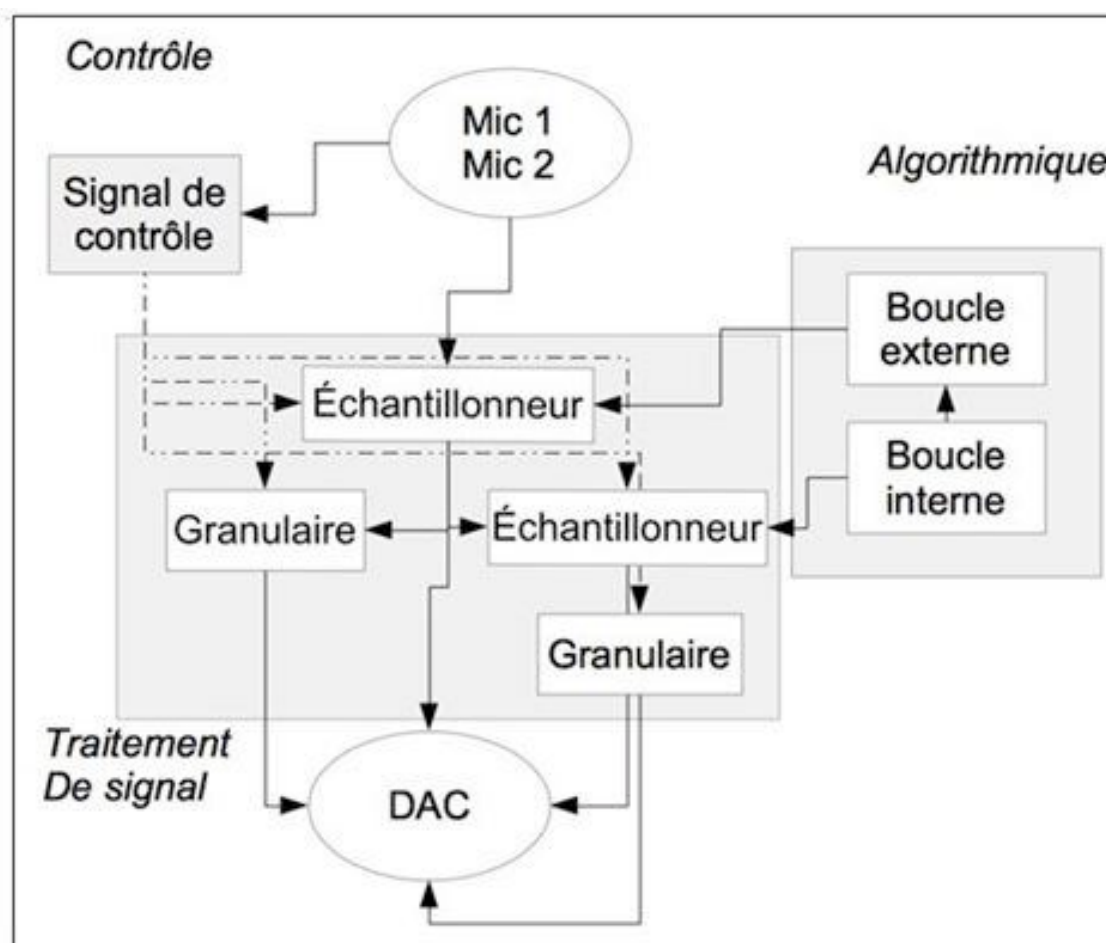 Contrôle
Mic 1
Mic 2
Algorithmique
Signal de
contrôle
Boucle
externe
Échantillonneur
Boucle
interne
Granulaire
Échantillonneur
Granulaire
Traitement
De signal
DAC